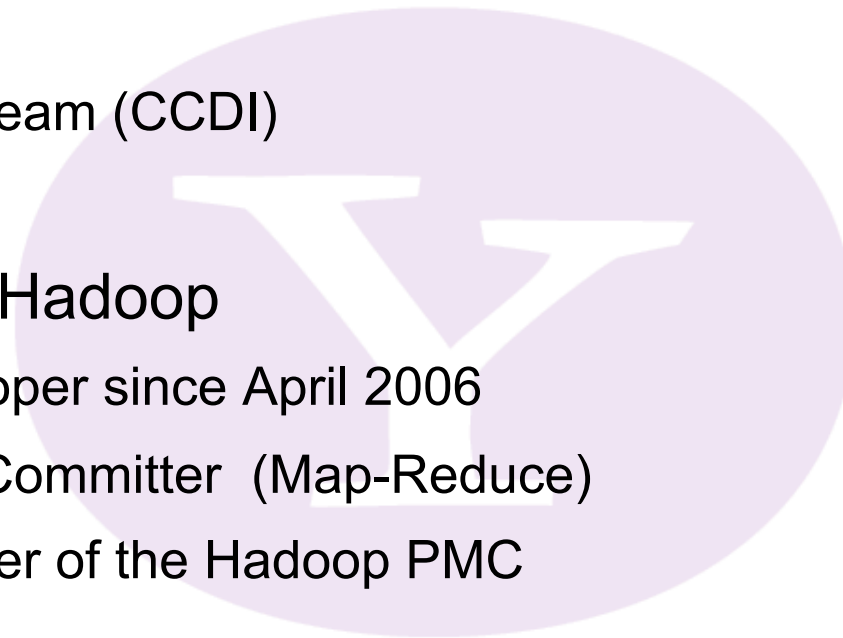 eam (CCDI)
Hadoop
oper since April 2006
Committer (Map-Reduce)
er of the Hadoop PMC
Y